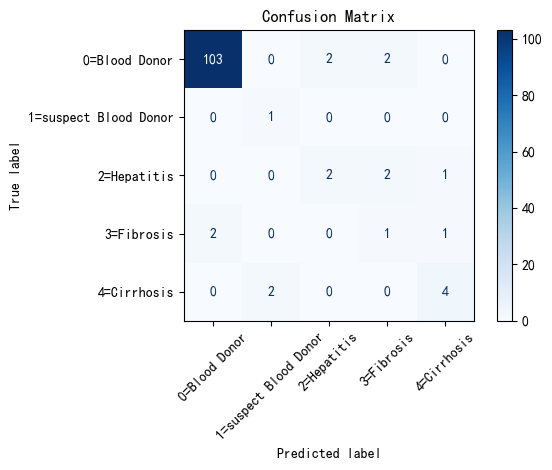 Confusion Matrix
0=Blood Donor 103 0 2 2 0
1=suspect Blood Donor 0 1 0 0 0
2=Hepatitis 0 0 2 2 1
3=Fibrosis 2 0 0 1 1
4=Cirrhosis 0 2 0 0 4
True label
0=Blood Donor
1=suspect Blood Donor
2=Hepatitis
3=Fibrosis
4=Cirrhosis
Predicted label
100
80
60
40
20
0